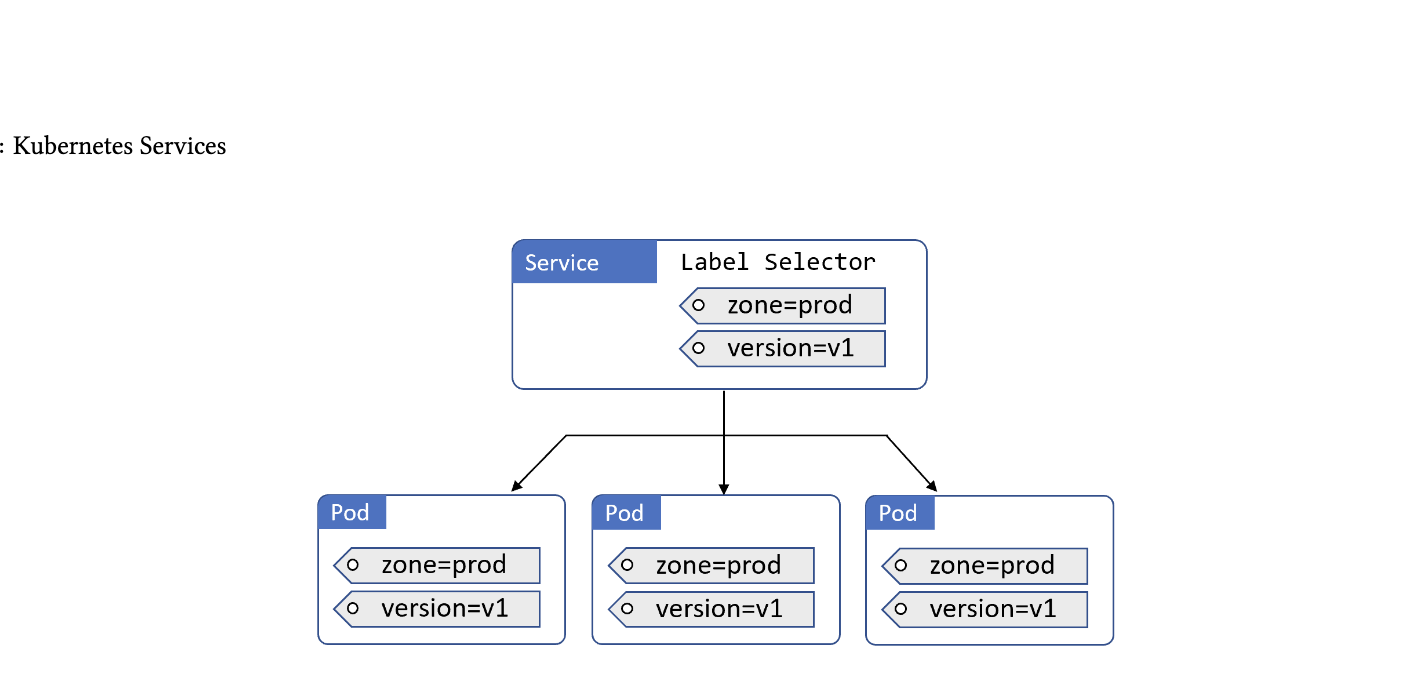 : Kubernetes Services
Service
Label Selector
zone=prod
version=v1
Pod
zone=prod
version=v1
Pod
zone=prod
version=v1
Pod
zone=prod
version=v1